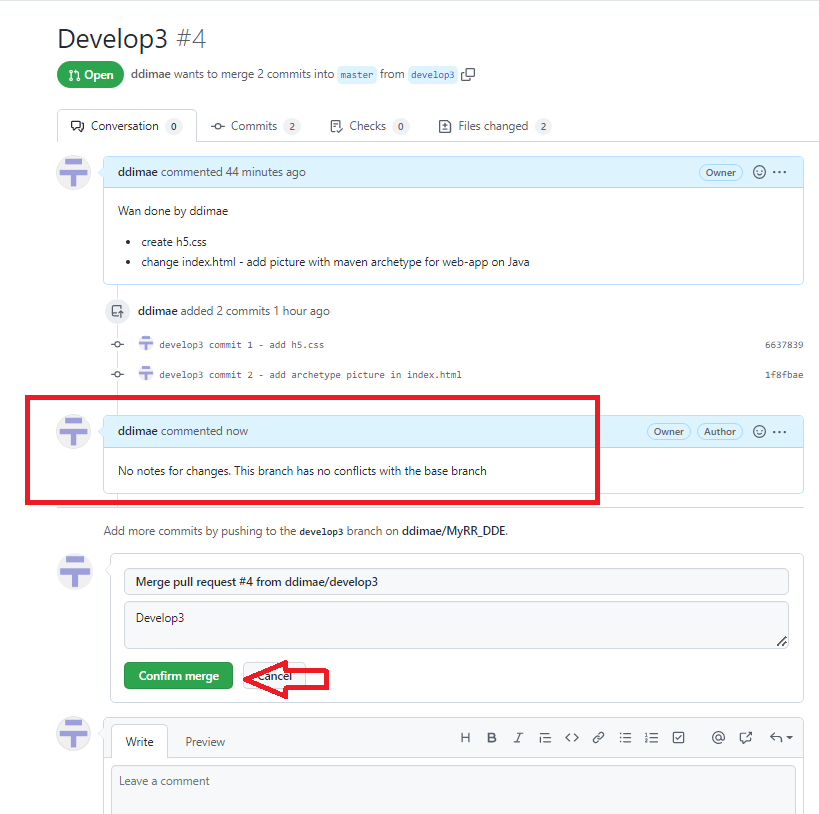 Develop3 #4
Open ddimae wants to merge 2 commits into master from develop3
Conversation 0 Commits 2 Checks 0 Files changed 2
ddimae commented 44 minutes ago Owner
Wan done by ddimae
create h5.css
change index.html - add picture with maven archetype for web-app on Java
ddimae added 2 commits 1 hour ago
develop3 commit 1 - add h5.css 6637839
develop3 commit 2 - add archetype picture in index.html 1f8fbae
ddimae commented now Owner Author
No notes for changes. This branch has no conflicts with the base branch
Add more commits by pushing to the develop3 branch on ddimae/MyRR_DDE.
Merge pull request #4 from ddimae/develop3
Develop3
Confirm merge Cancel
Write Preview
Leave a comment